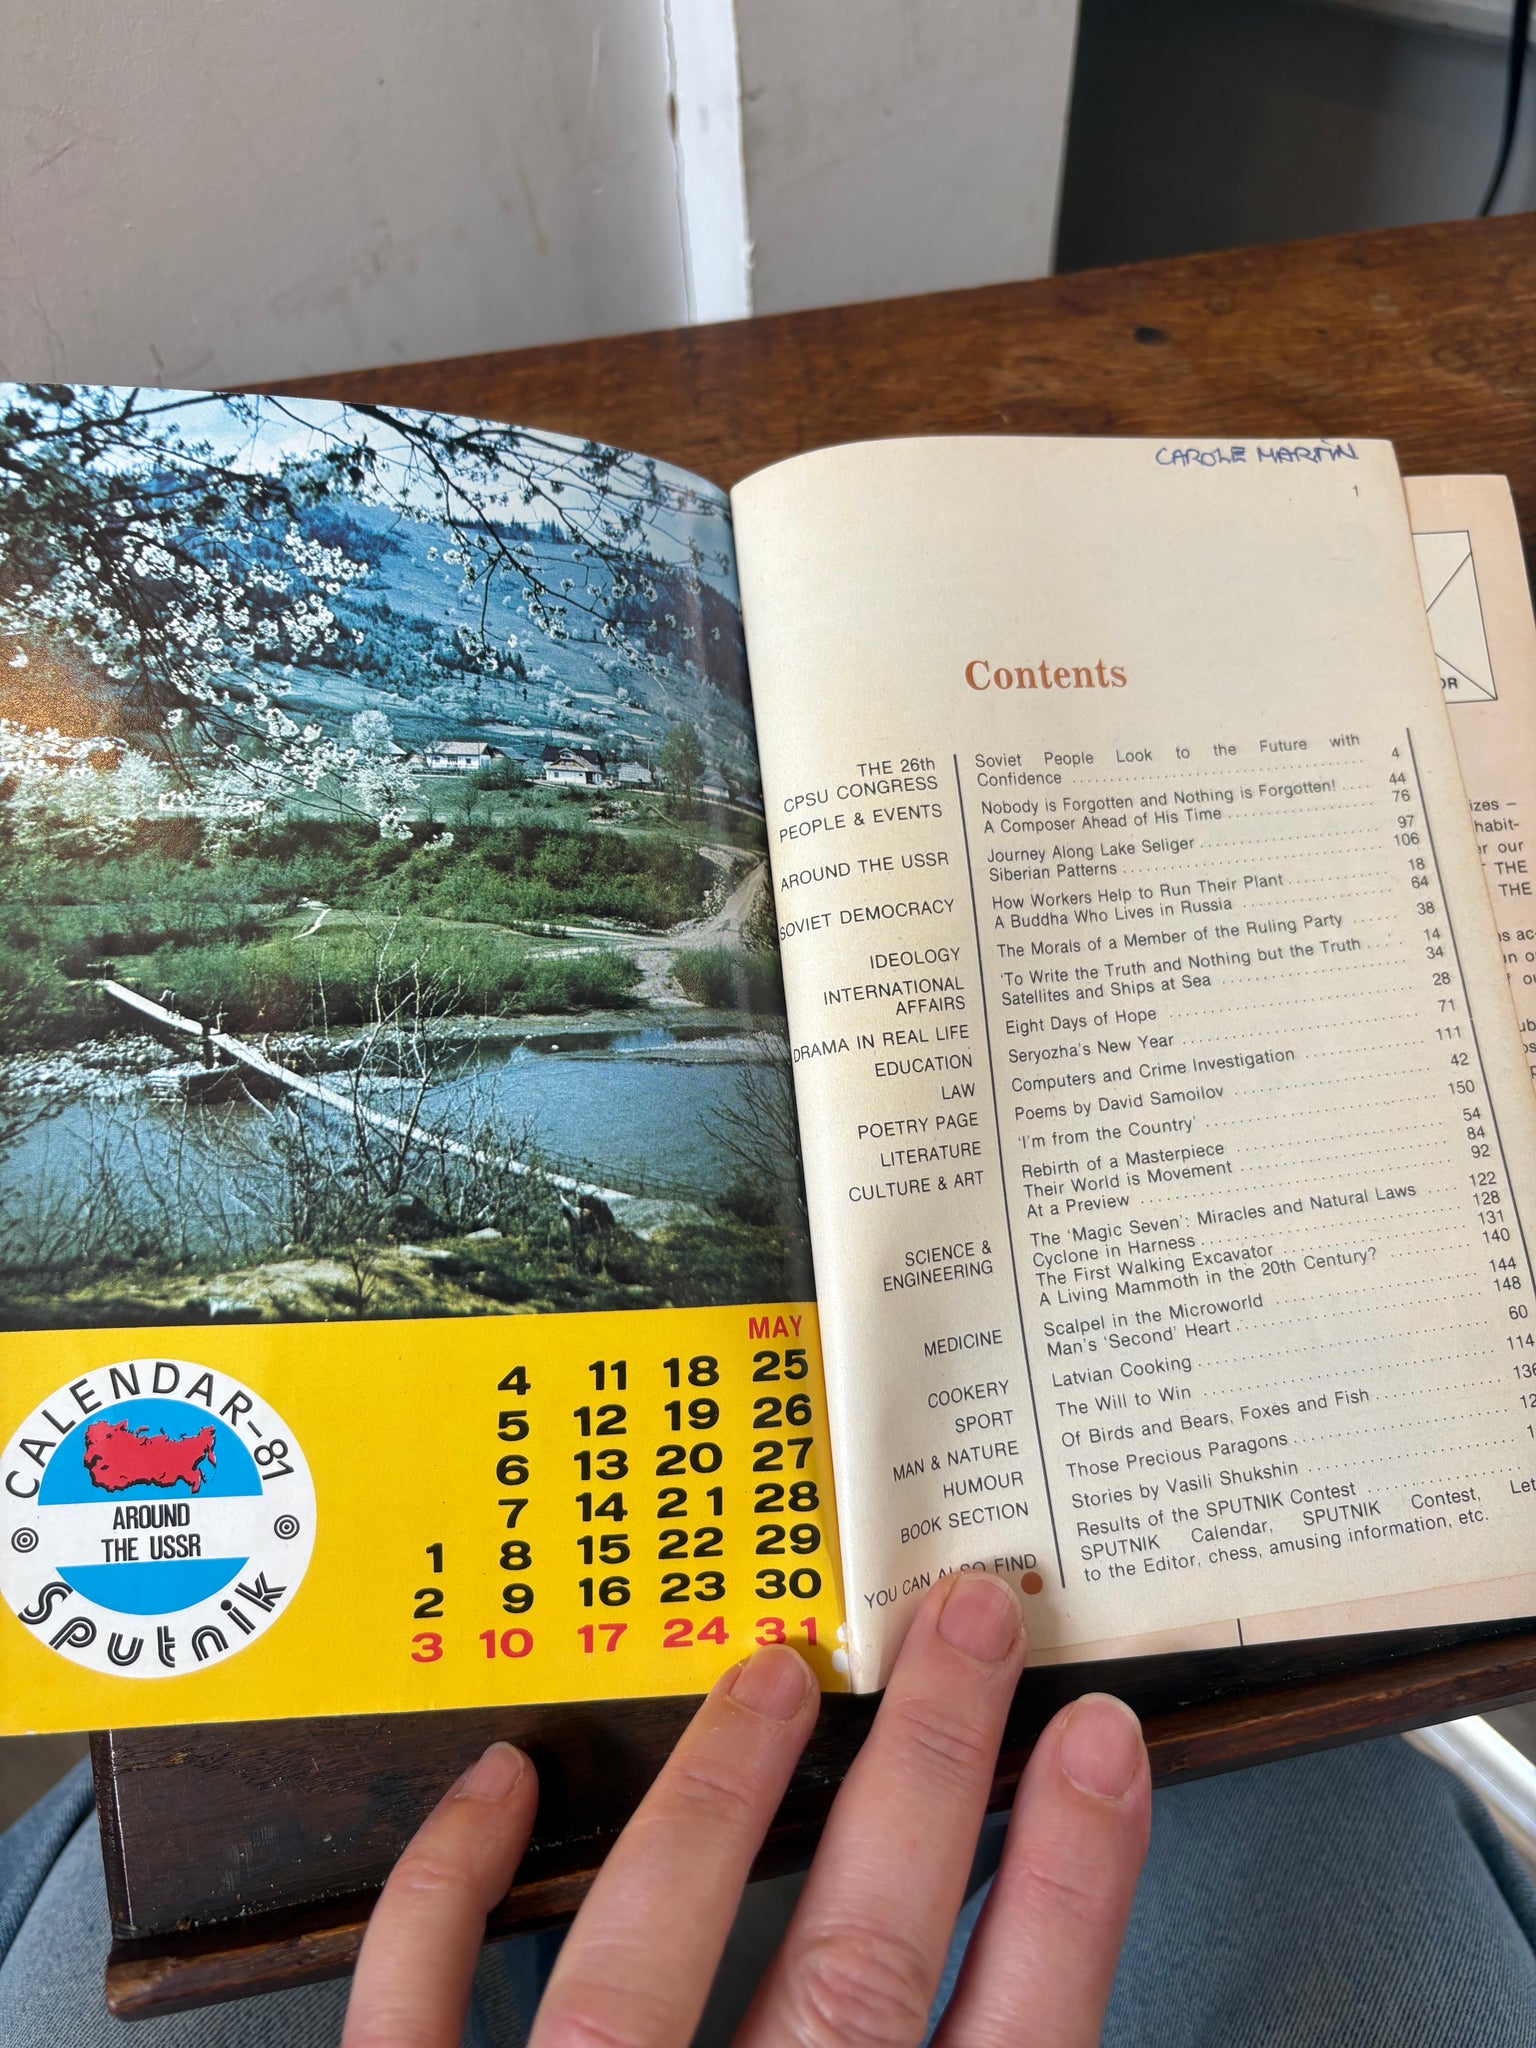 MAY
4 11 18 25
5 12 19 26
6 13 20 27
7 14 21 28
1 8 15 22 29
2 9 16 23 30
3 10 17 24 31
CALENDAR-81
AROUND
THE USSR
Sputnik
CAROLE MARTIN
1
Contents
THE 26th
CPSU CONGRESS
Soviet People Look to the Future with
Confidence 4
PEOPLE & EVENTS
Nobody is Forgotten and Nothing is Forgotten! 44
A Composer Ahead of His Time 76
AROUND THE USSR
Journey Along Lake Seliger 97
Siberian Patterns 106
SOVIET DEMOCRACY
How Workers Help to Run Their Plant 18
A Buddha Who Lives in Russia 64
IDEOLOGY
The Morals of a Member of the Ruling Party 38
INTERNATIONAL
AFFAIRS
'To Write the Truth and Nothing but the Truth 14
Satellites and Ships at Sea 34
DRAMA IN REAL LIFE
Eight Days of Hope 28
EDUCATION
Seryozha's New Year 71
LAW
Computers and Crime Investigation 111
POETRY PAGE
Poems by David Samoilov 42
LITERATURE
'I'm from the Country' 150
CULTURE & ART
Rebirth of a Masterpiece 54
Their World is Movement 84
At a Preview 92
SCIENCE &
ENGINEERING
The 'Magic Seven': Miracles and Natural Laws 122
Cyclone in Harness 128
The First Walking Excavator 131
A Living Mammoth in the 20th Century? 140
MEDICINE
Scalpel in the Microworld 144
Man's 'Second' Heart 148
COOKERY
Latvian Cooking 60
SPORT
The Will to Win 114
MAN & NATURE
Of Birds and Bears, Foxes and Fish 136
HUMOUR
Those Precious Paragons
BOOK SECTION
Stories by Vasili Shukshin
YOU CAN ALSO FIND
Results of the SPUTNIK Contest
SPUTNIK Calendar, SPUTNIK Contest, Let
to the Editor, chess, amusing information, etc.
OR
izes –
habit-
our
THE
THE